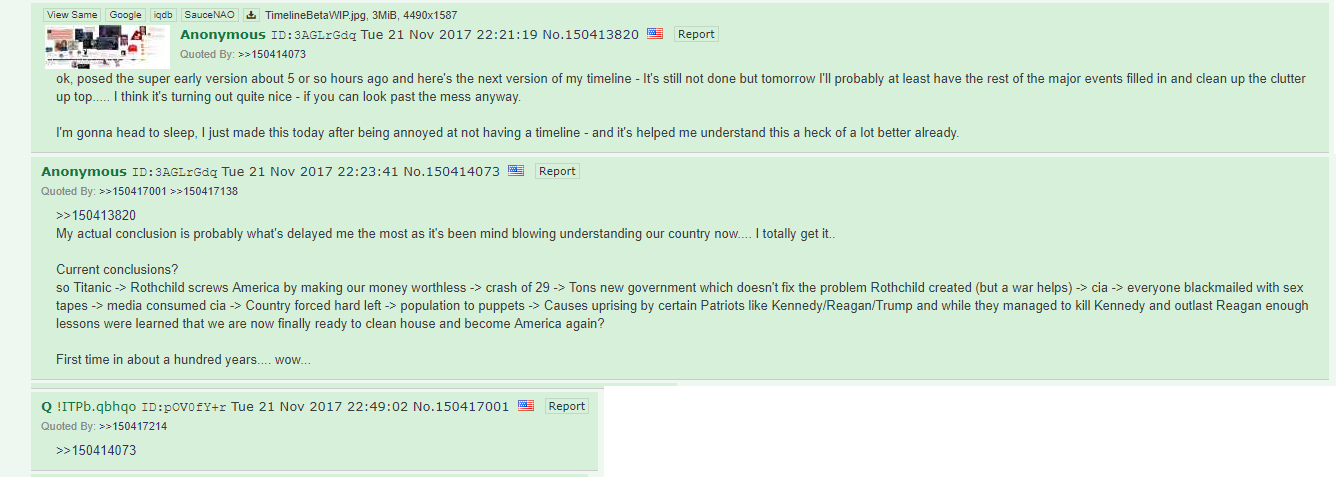 View Same Google iqdb SauceNAO TimelineBetaWIP.jpg, 3MiB, 4490x1587
Anonymous ID:3AGLrGdq Tue 21 Nov 2017 22:21:19 No.150413820 Report
Quoted By: >>150414073
ok, posed the super early version about 5 or so hours ago and here's the next version of my timeline - It's still not done but tomorrow I'll probably at least have the rest of the major events filled in and clean up the clutter
up top..... I think it's turning out quite nice - if you can look past the mess anyway.
I'm gonna head to sleep, I just made this today after being annoyed at not having a timeline - and it's helped me understand this a heck of a lot better already.
Anonymous ID:3AGLrGdq Tue 21 Nov 2017 22:23:41 No.150414073 Report
Quoted By: >>150417001 >>150417138
>>150413820
My actual conclusion is probably what's delayed me the most as it's been mind blowing understanding our country now.... I totally get it..
Current conclusions?
so Titanic -> Rothchild screws America by making our money worthless -> crash of 29 -> Tons new government which doesn't fix the problem Rothchild created (but a war helps) -> cia -> everyone blackmailed with sex
tapes -> media consumed cia -> Country forced hard left -> population to puppets -> Causes uprising by certain Patriots like Kennedy/Reagan/Trump and while they managed to kill Kennedy and outlast Reagan enough
lessons were learned that we are now finally ready to clean house and become America again?
First time in about a hundred years.... wow...
Q !ITPb.qbhqo ID:pOV0fY+r Tue 21 Nov 2017 22:49:02 No.150417001 Report
Quoted By: >>150417214
>>150414073